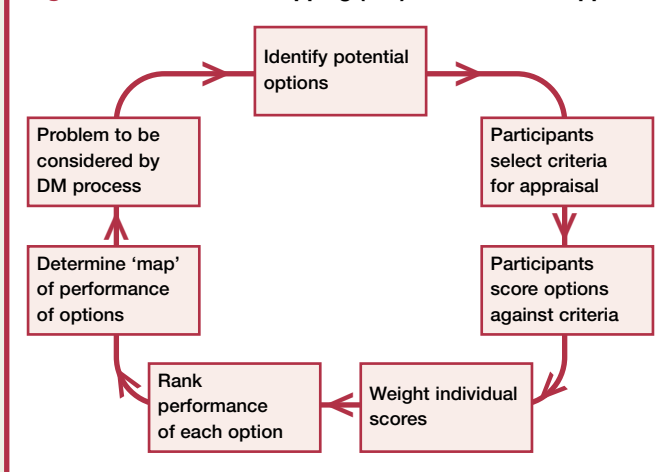 Identify potential
options
Participants
select criteria
for appraisal
Participants
score options
against criteria
Weight individual
scores
Rank
performance
of each option
Determine ‘map’
of performance
of options
Problem to be
considered by
DM process